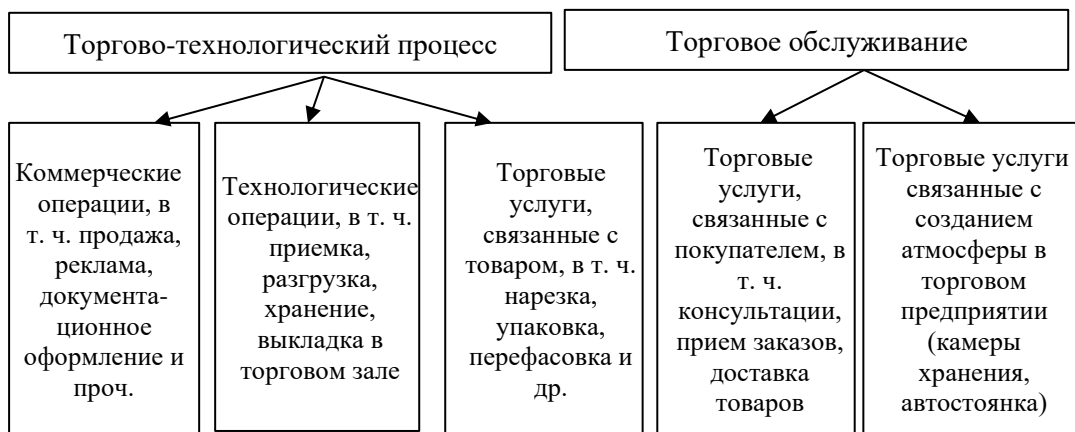 Торгово-технологический процесс
Торговое обслуживание
Коммерческие
операции, в
т. ч. продажа,
реклама,
документа-
ционное
оформление и
проч.
Технологические
операции, в т. ч.
приемка,
разгрузка,
хранение,
выкладка в
торговом зале
Торговые
услуги,
связанные с
товаром, в т. ч.
нарезка,
упаковка,
перефасовка и
др.
Торговые
услуги,
связанные с
покупателем, в
т. ч.
консультации,
прием заказов,
доставка
товаров
Торговые услуги
связанные с
созданием
атмосферы в
торговом
предприятии
(камеры
хранения,
автостоянка)